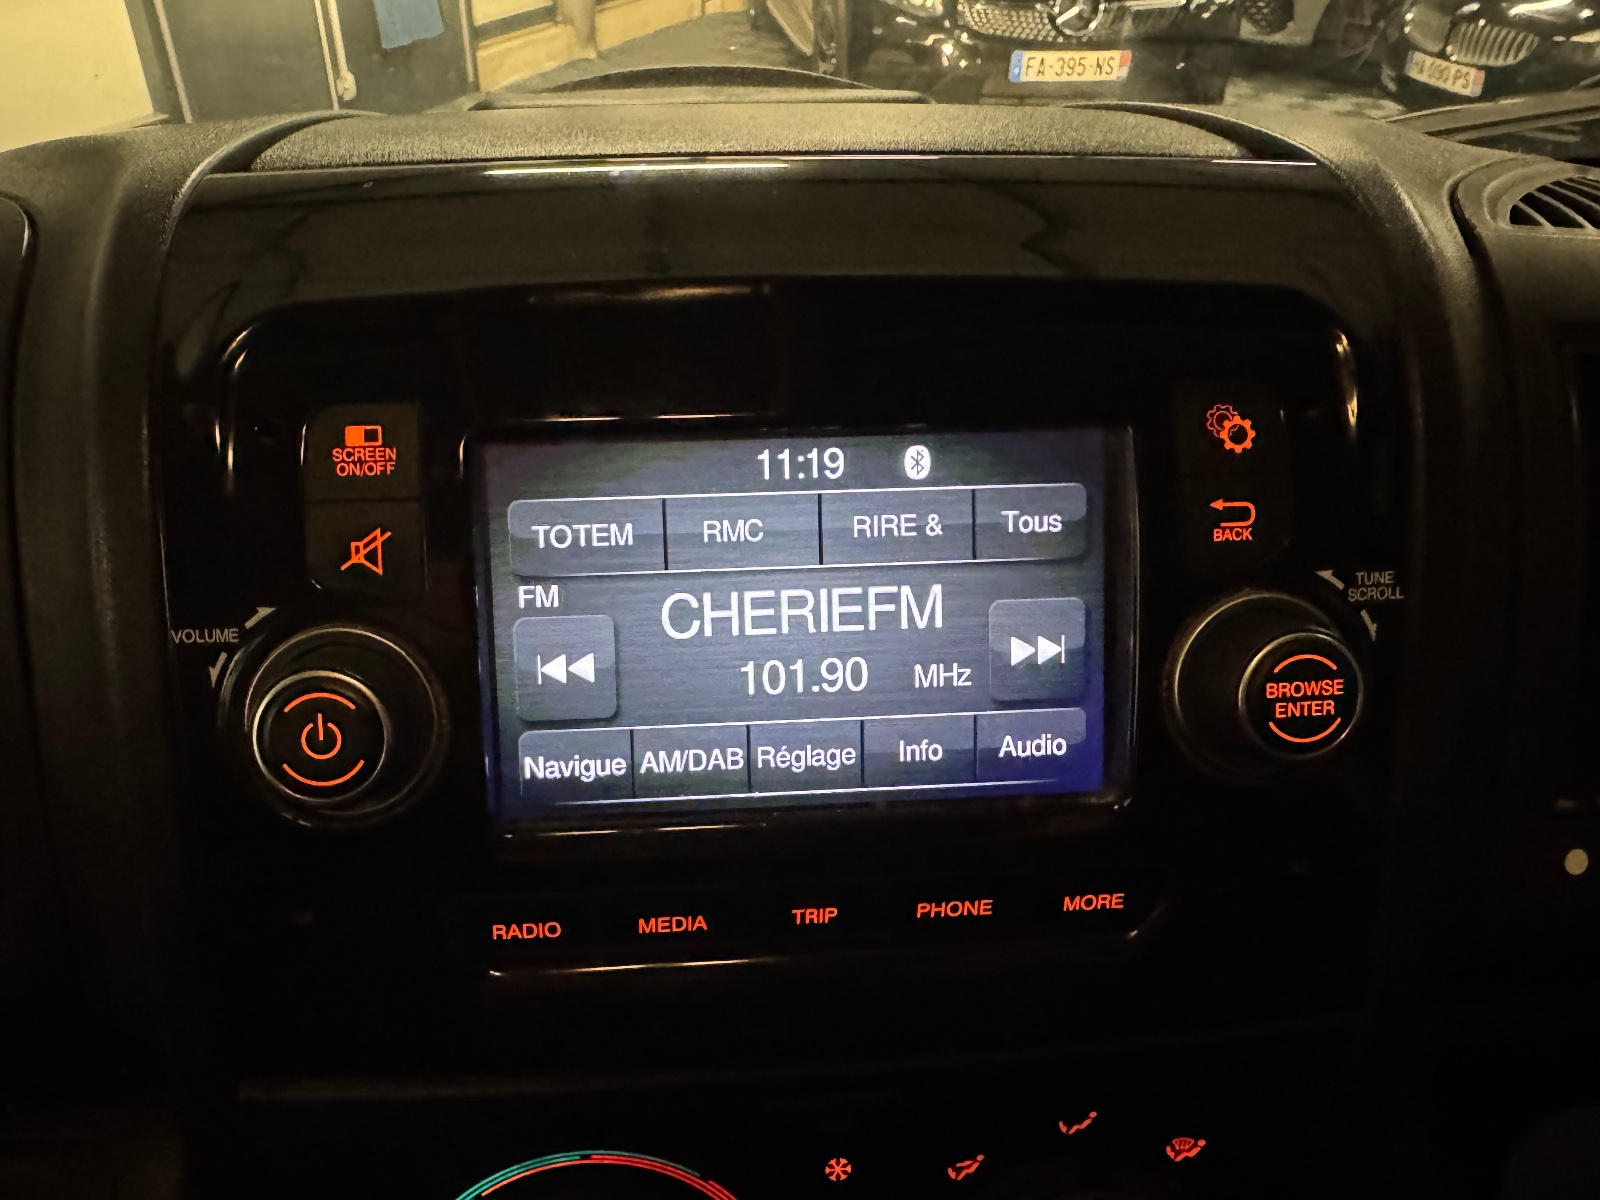 FA-395-NS
SCREEN
ON/OFF
11:19
TOTEM
RMC
RIRE &
Tous
BACK
FM
CHERIEFM
101.90 MHz
VOLUME
TUNE
SCROLL
BROWSE
ENTER
Navigue
AM/DAB
Réglage
Info
Audio
RADIO
MEDIA
TRIP
PHONE
MORE